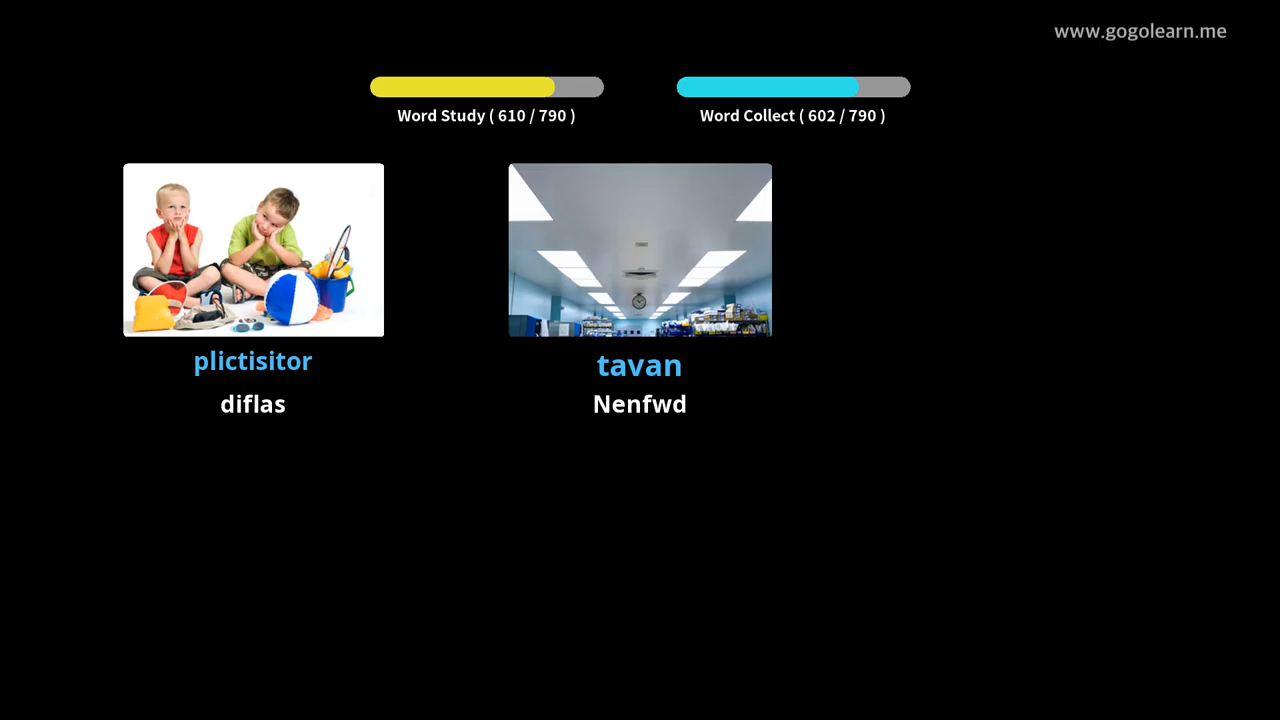 www.gogolearn.me
Word Study ( 610 / 790 )
Word Collect ( 602 / 790 )
plictisitor
tavan
diflas
Nenfwd